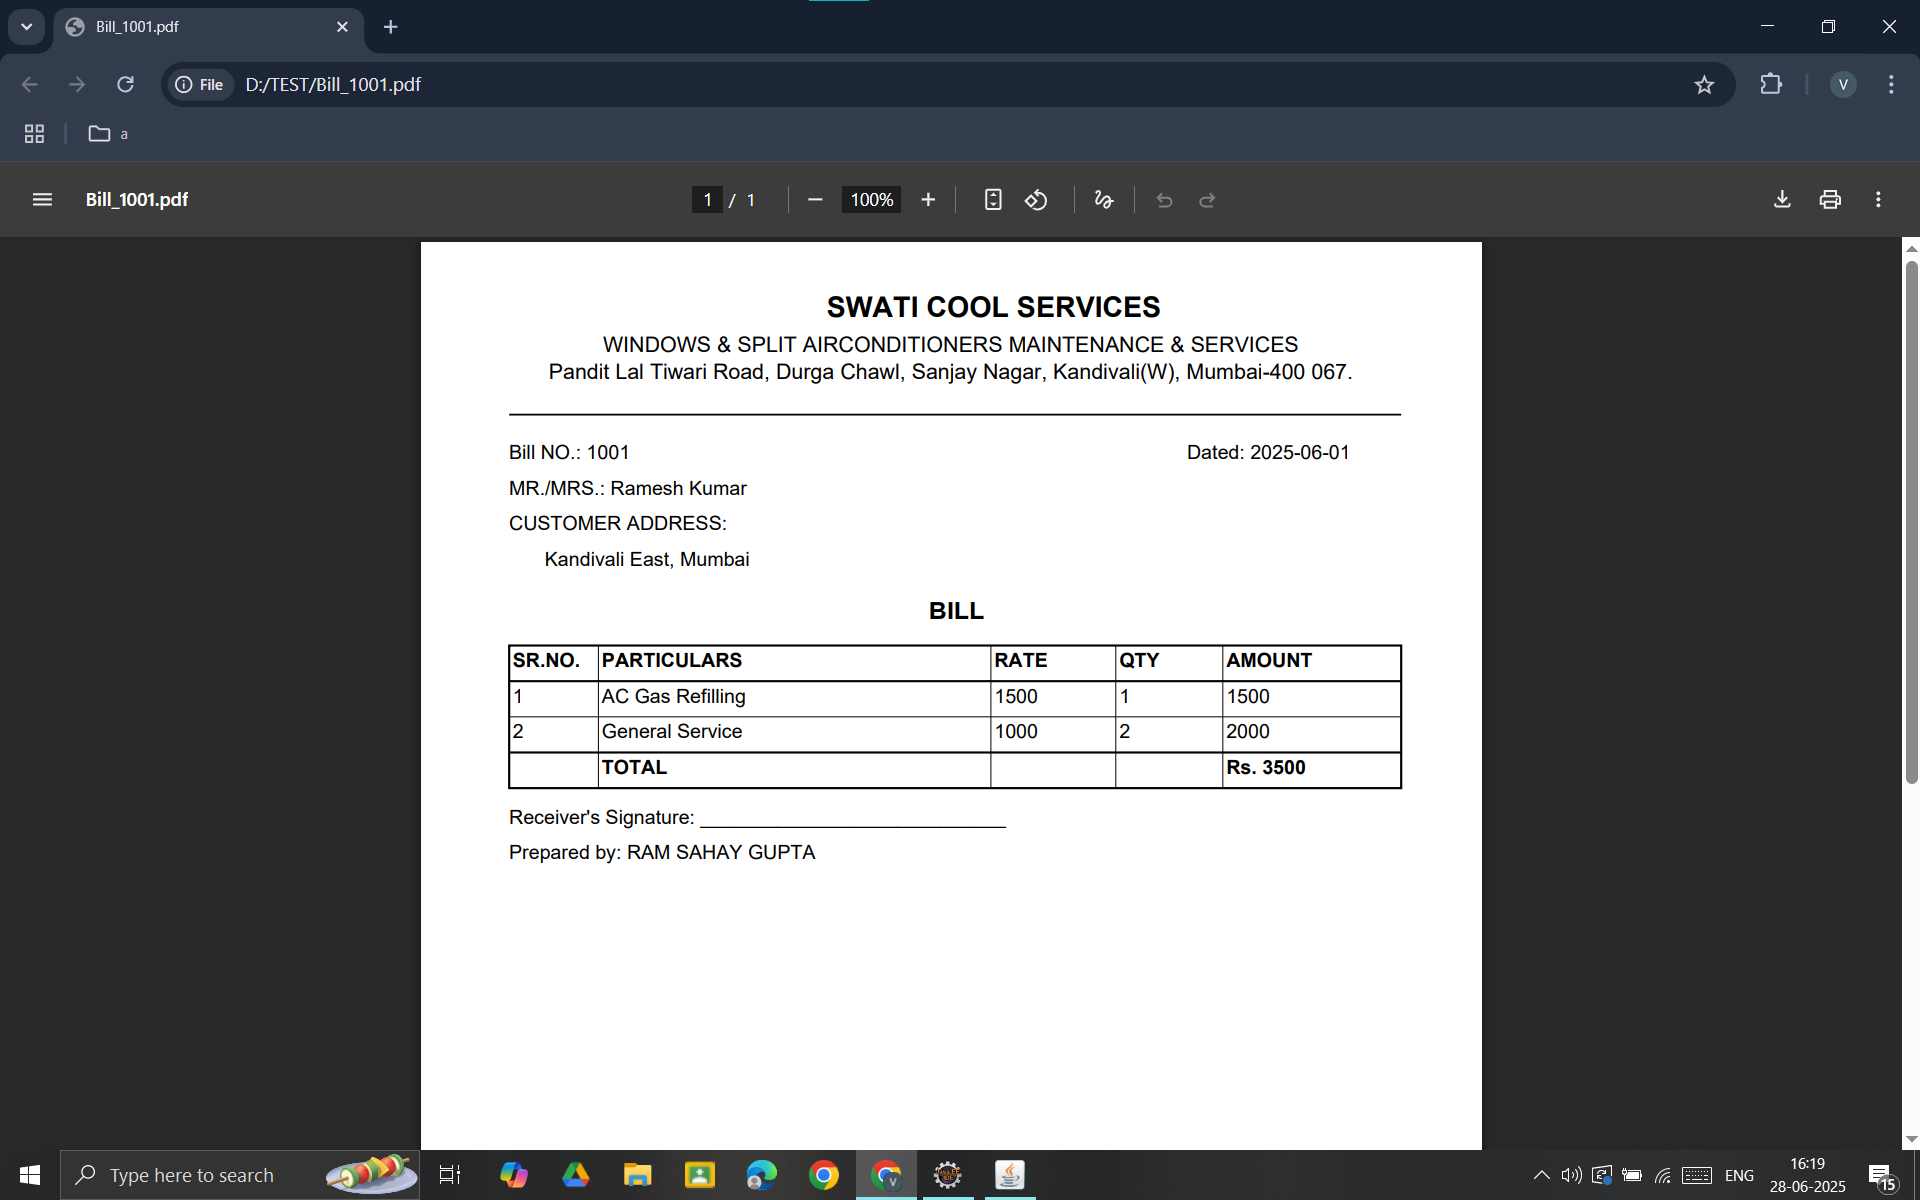 Bill_1001.pdf
File
D:/TEST/Bill_1001.pdf
V
a
Bill_1001.pdf
1 / 1
100%
SWATI COOL SERVICES
WINDOWS & SPLIT AIRCONDITIONERS MAINTENANCE & SERVICES
Pandit Lal Tiwari Road, Durga Chawl, Sanjay Nagar, Kandivali(W), Mumbai-400 067.
Bill NO.: 1001 Dated: 2025-06-01
MR./MRS.: Ramesh Kumar
CUSTOMER ADDRESS:
Kandivali East, Mumbai
BILL
SR.NO. PARTICULARS RATE QTY AMOUNT
1 AC Gas Refilling 1500 1 1500
2 General Service 1000 2 2000
TOTAL Rs. 3500
Receiver's Signature: ____________________________
Prepared by: RAM SAHAY GUPTA
Type here to search
V
ENG
16:19
28-06-2025
15